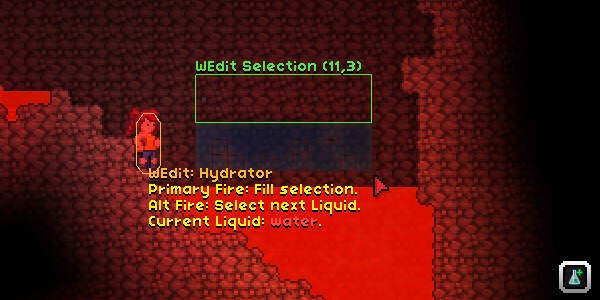 WEdit Selection (11,3)
WEdit: Hydrator
Primary Fire: Fill selection.
Alt Fire: Select next Liquid.
Current Liquid: water.